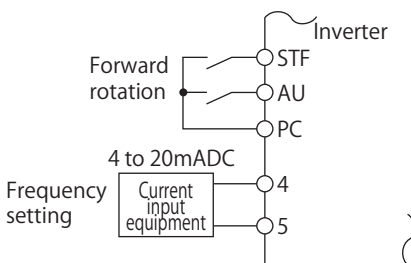 Inverter
STF
Forward
rotation
AU
PC
4 to 20mADC
Frequency
setting
Current
input
equipment
4
5